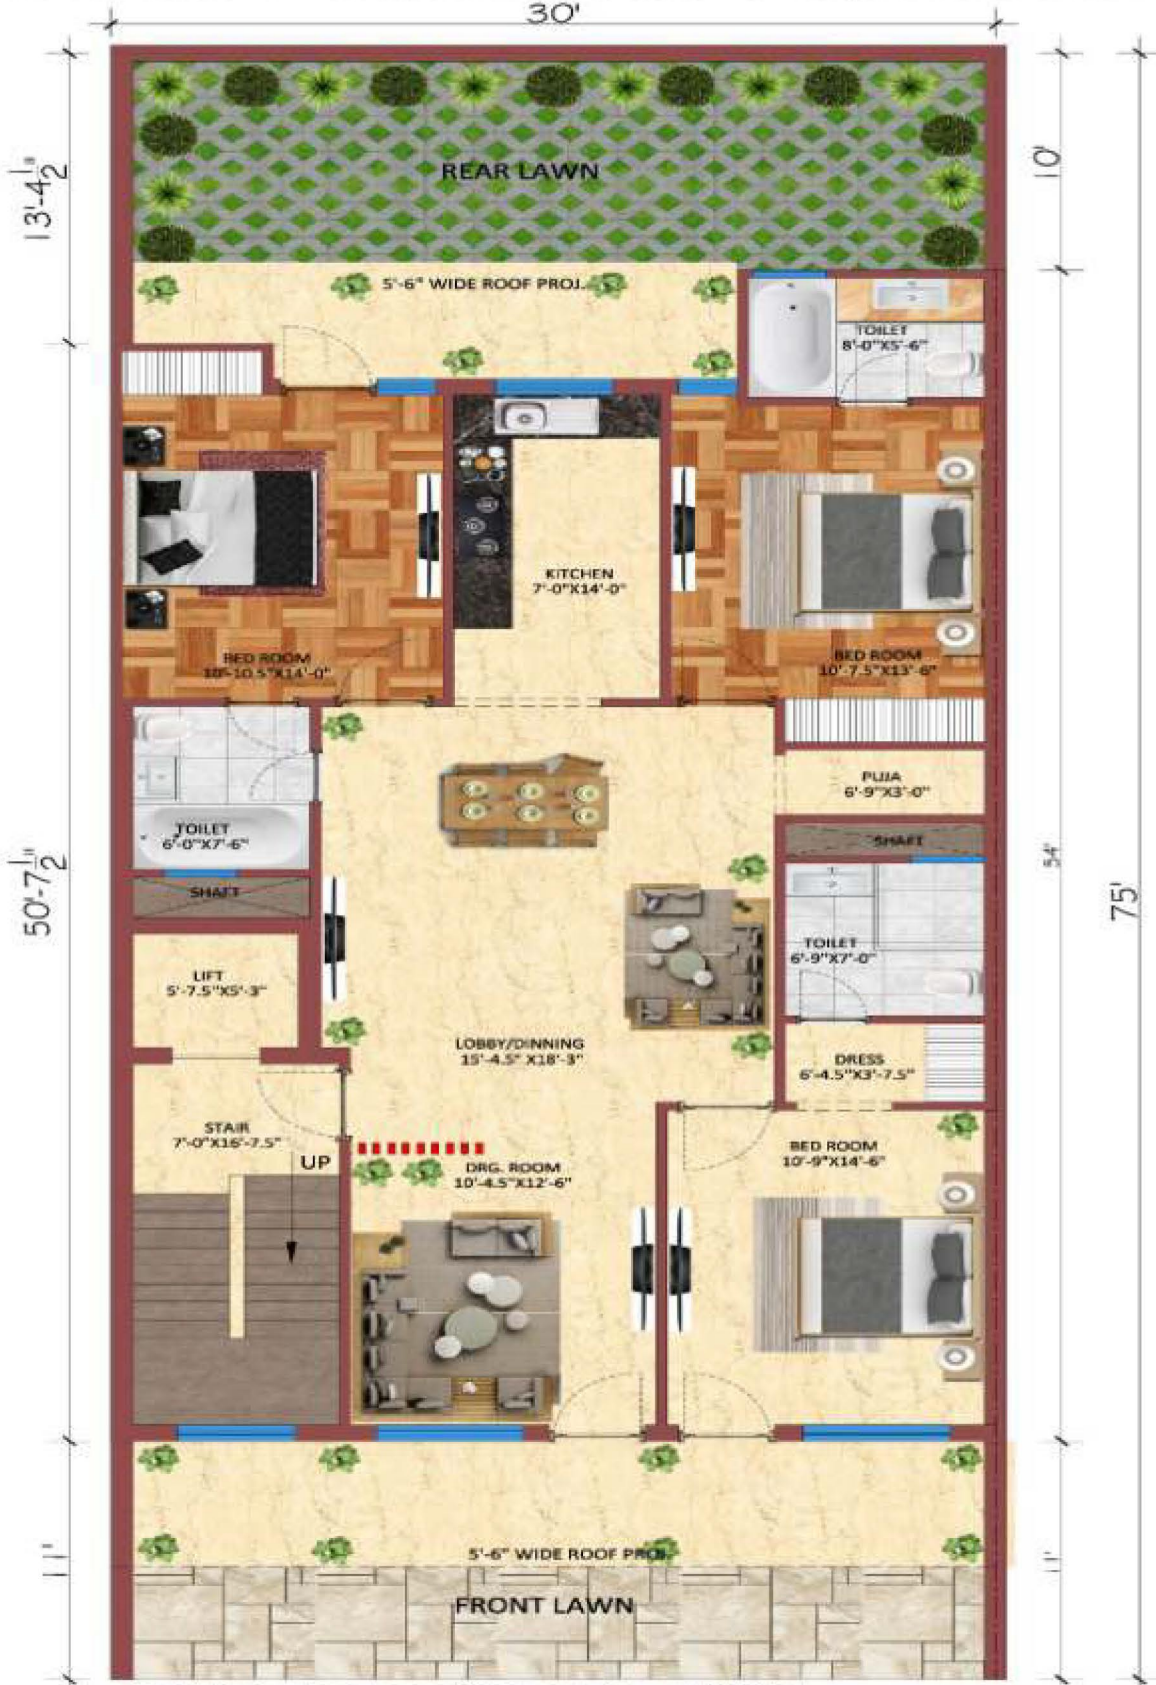 30'
13'-4 1/2"
10'
REAR LAWN
5'-6" WIDE ROOF PROJ.
TOILET
8'-0"X5'-6"
KITCHEN
7'-0"X14'-0"
BED ROOM
10'-10.5"X14'-0"
BED ROOM
10'-7.5"X13'-6"
PUJA
6'-9"X3'-0"
TOILET
6'-0"X7'-6"
SHAFT
SHAFT
50'-7 1/2"
54'
75'
TOILET
6'-9"X7'-0"
LIFT
5'-7.5"X5'-3"
LOBBY/DINNING
15'-4.5" X18'-3"
DRESS
6'-4.5"X3'-7.5"
STAIR
7'-0"X16'-7.5"
UP
BED ROOM
10'-9"X14'-6"
DRG. ROOM
10'-4.5"X12'-6"
11'
5'-6" WIDE ROOF PROJ.
FRONT LAWN